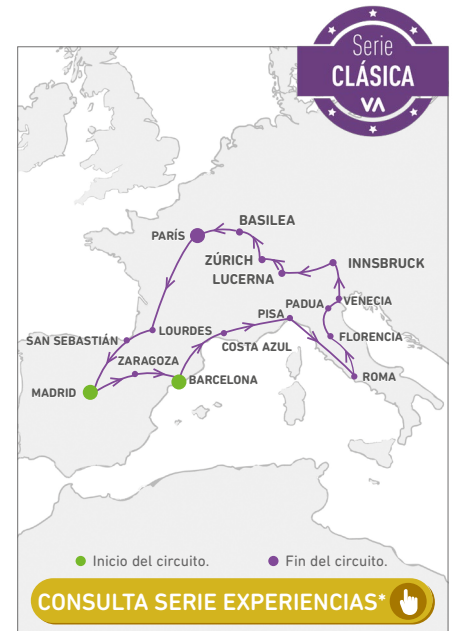 Serie
CLÁSICA
VA
BASILEA
PARÍS
ZÚRICH
INNSBRUCK
LUCERNA
PADUA
VENECIA
PISA
LOURDES
SAN SEBASTIÁN
FLORENCIA
COSTA AZUL
ZARAGOZA
BARCELONA
ROMA
MADRID
Inicio del circuito.
Fin del circuito.
CONSULTA SERIE EXPERIENCIAS*